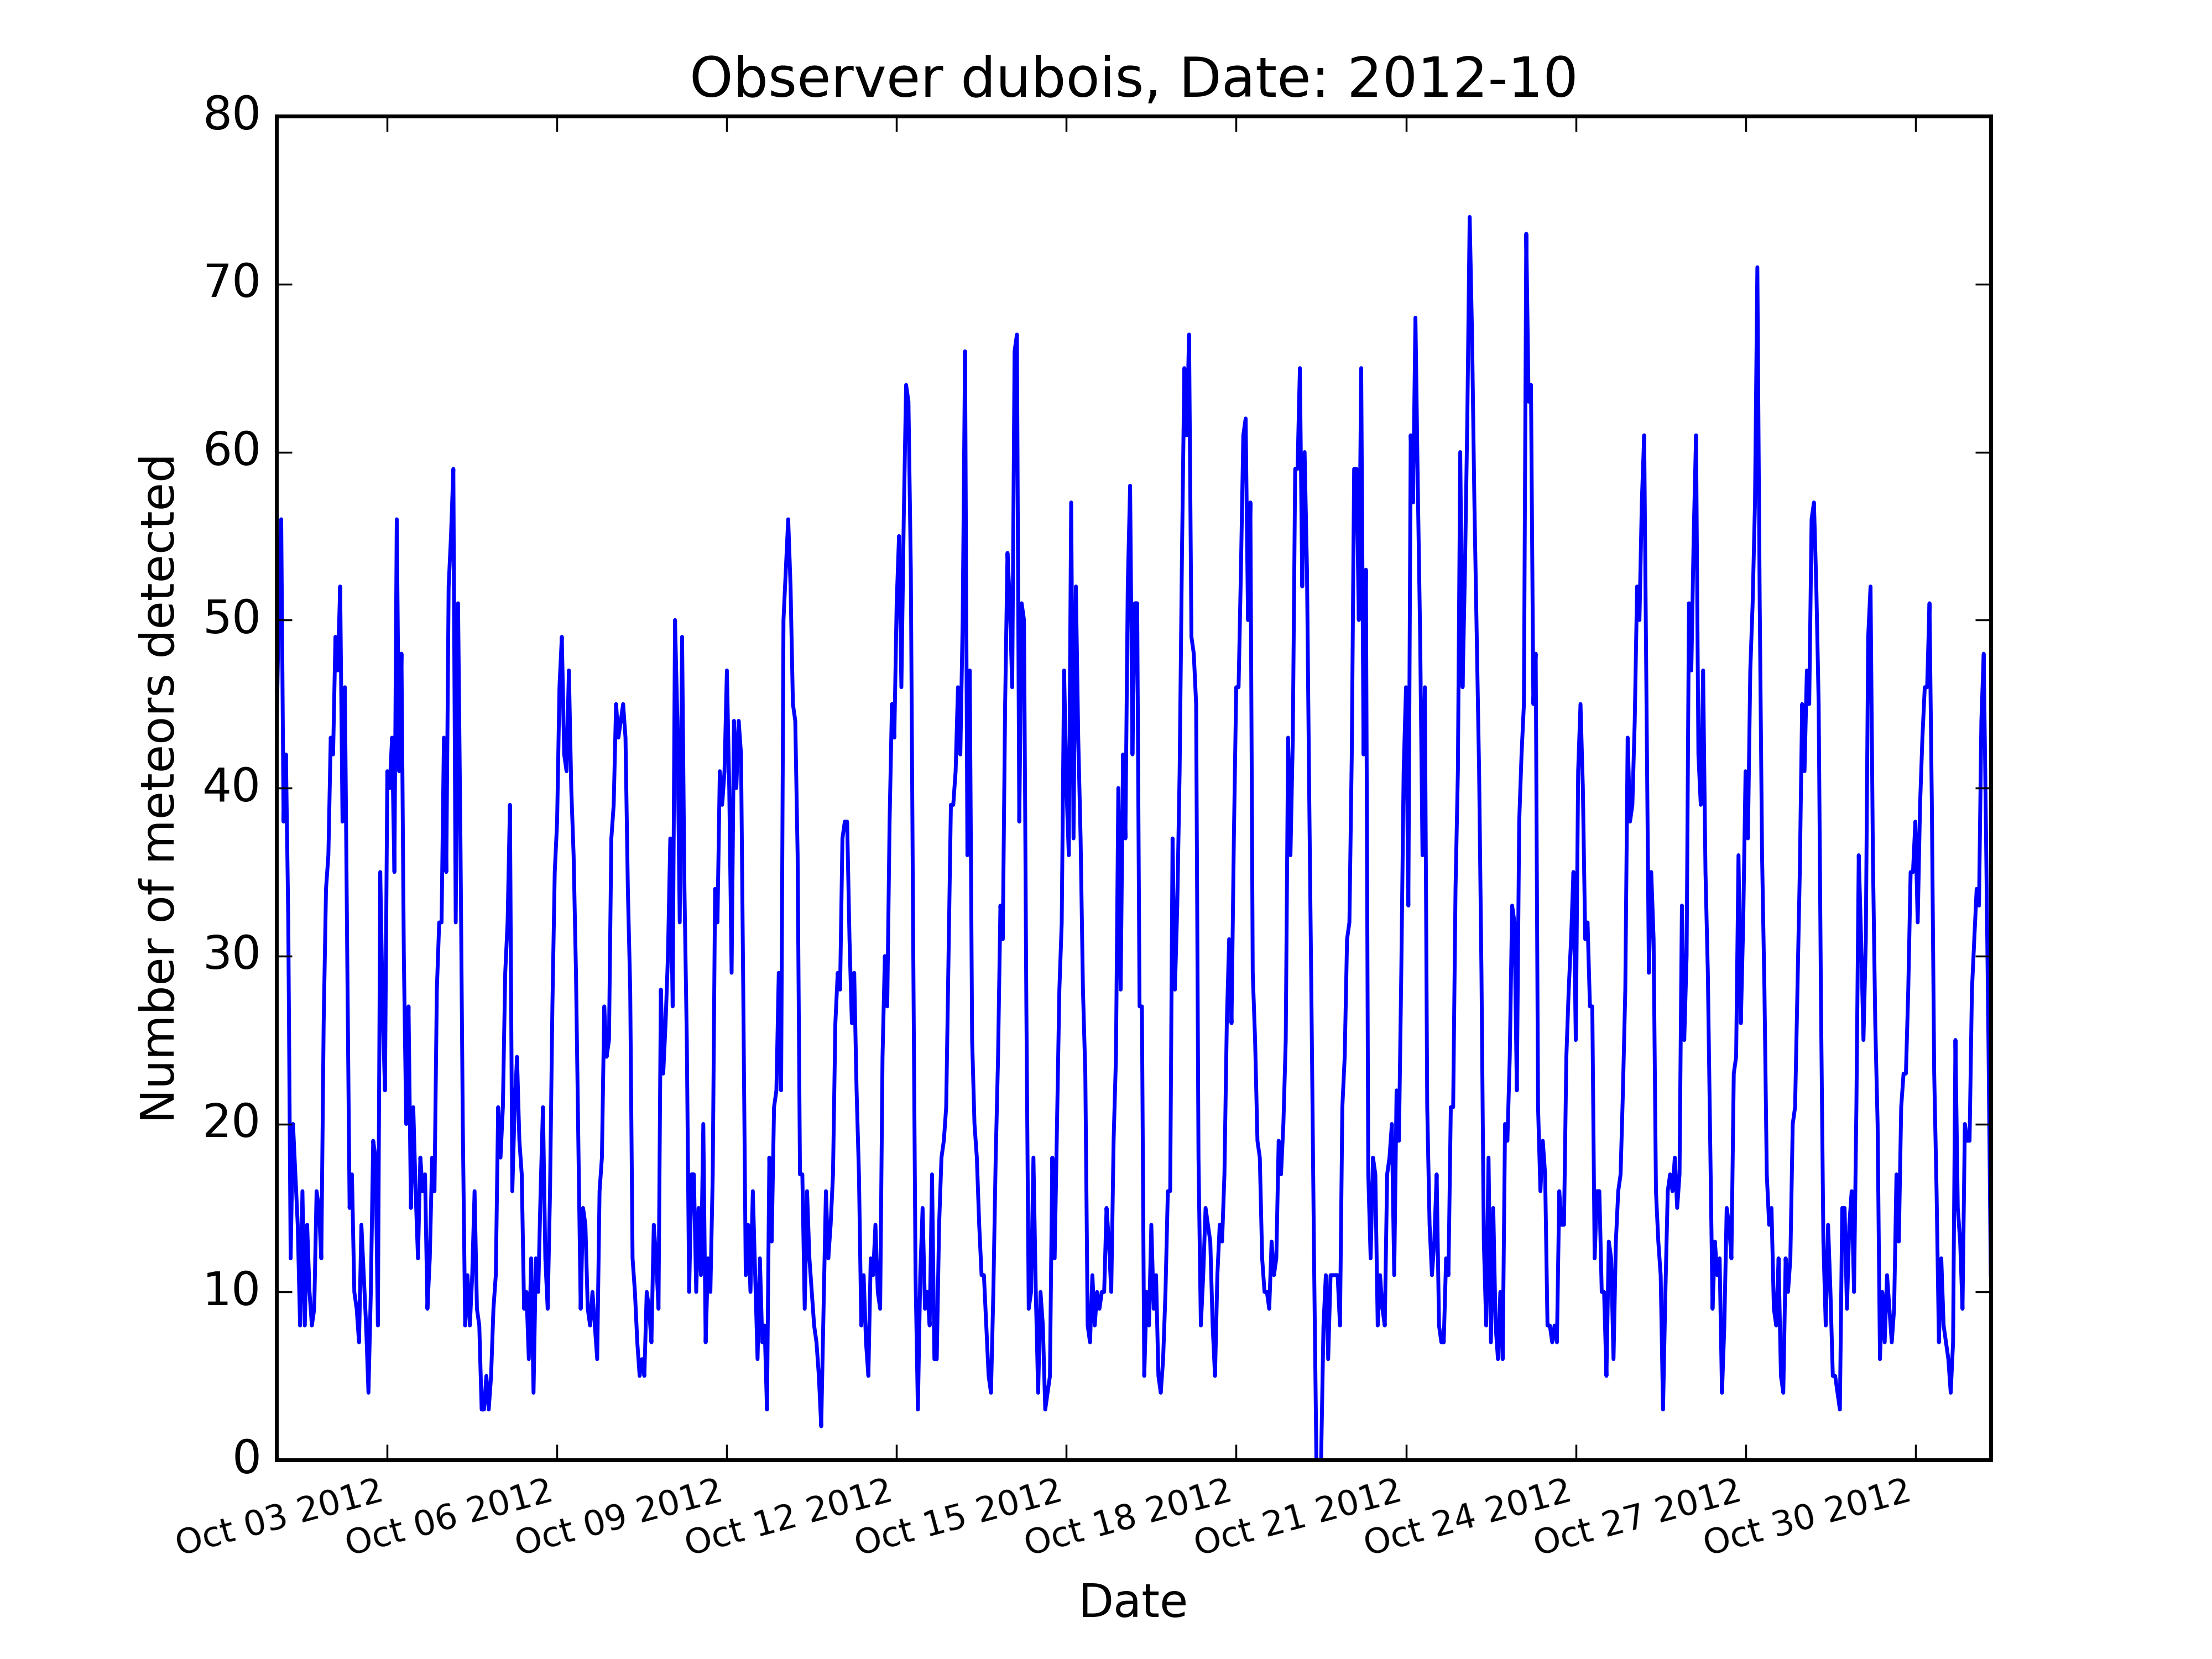 Observer dubois, Date: 2012-10
Number of meteors detected
80
70
60
50
40
30
20
10
0
Oct 03 2012
Oct 06 2012
Oct 09 2012
Oct 12 2012
Oct 15 2012
Oct 18 2012
Oct 21 2012
Oct 24 2012
Oct 27 2012
Oct 30 2012
Date